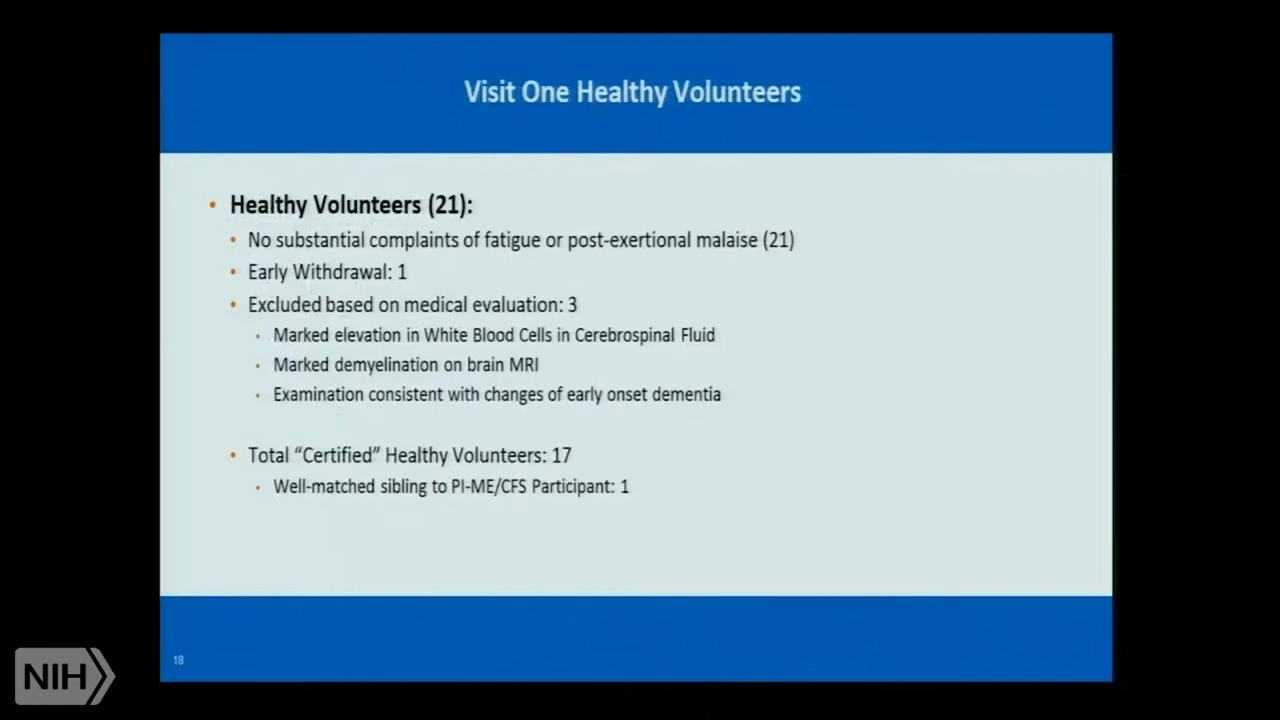 Visit One Healthy Volunteers
• Healthy Volunteers (21):
• No substantial complaints of fatigue or post-exertional malaise (21)
• Early Withdrawal: 1
• Excluded based on medical evaluation: 3
• Marked elevation in White Blood Cells in Cerebrospinal Fluid
• Marked demyelination on brain MRI
• Examination consistent with changes of early onset dementia
• Total “Certified” Healthy Volunteers: 17
• Well-matched sibling to PI-ME/CFS Participant: 1
18
NIH